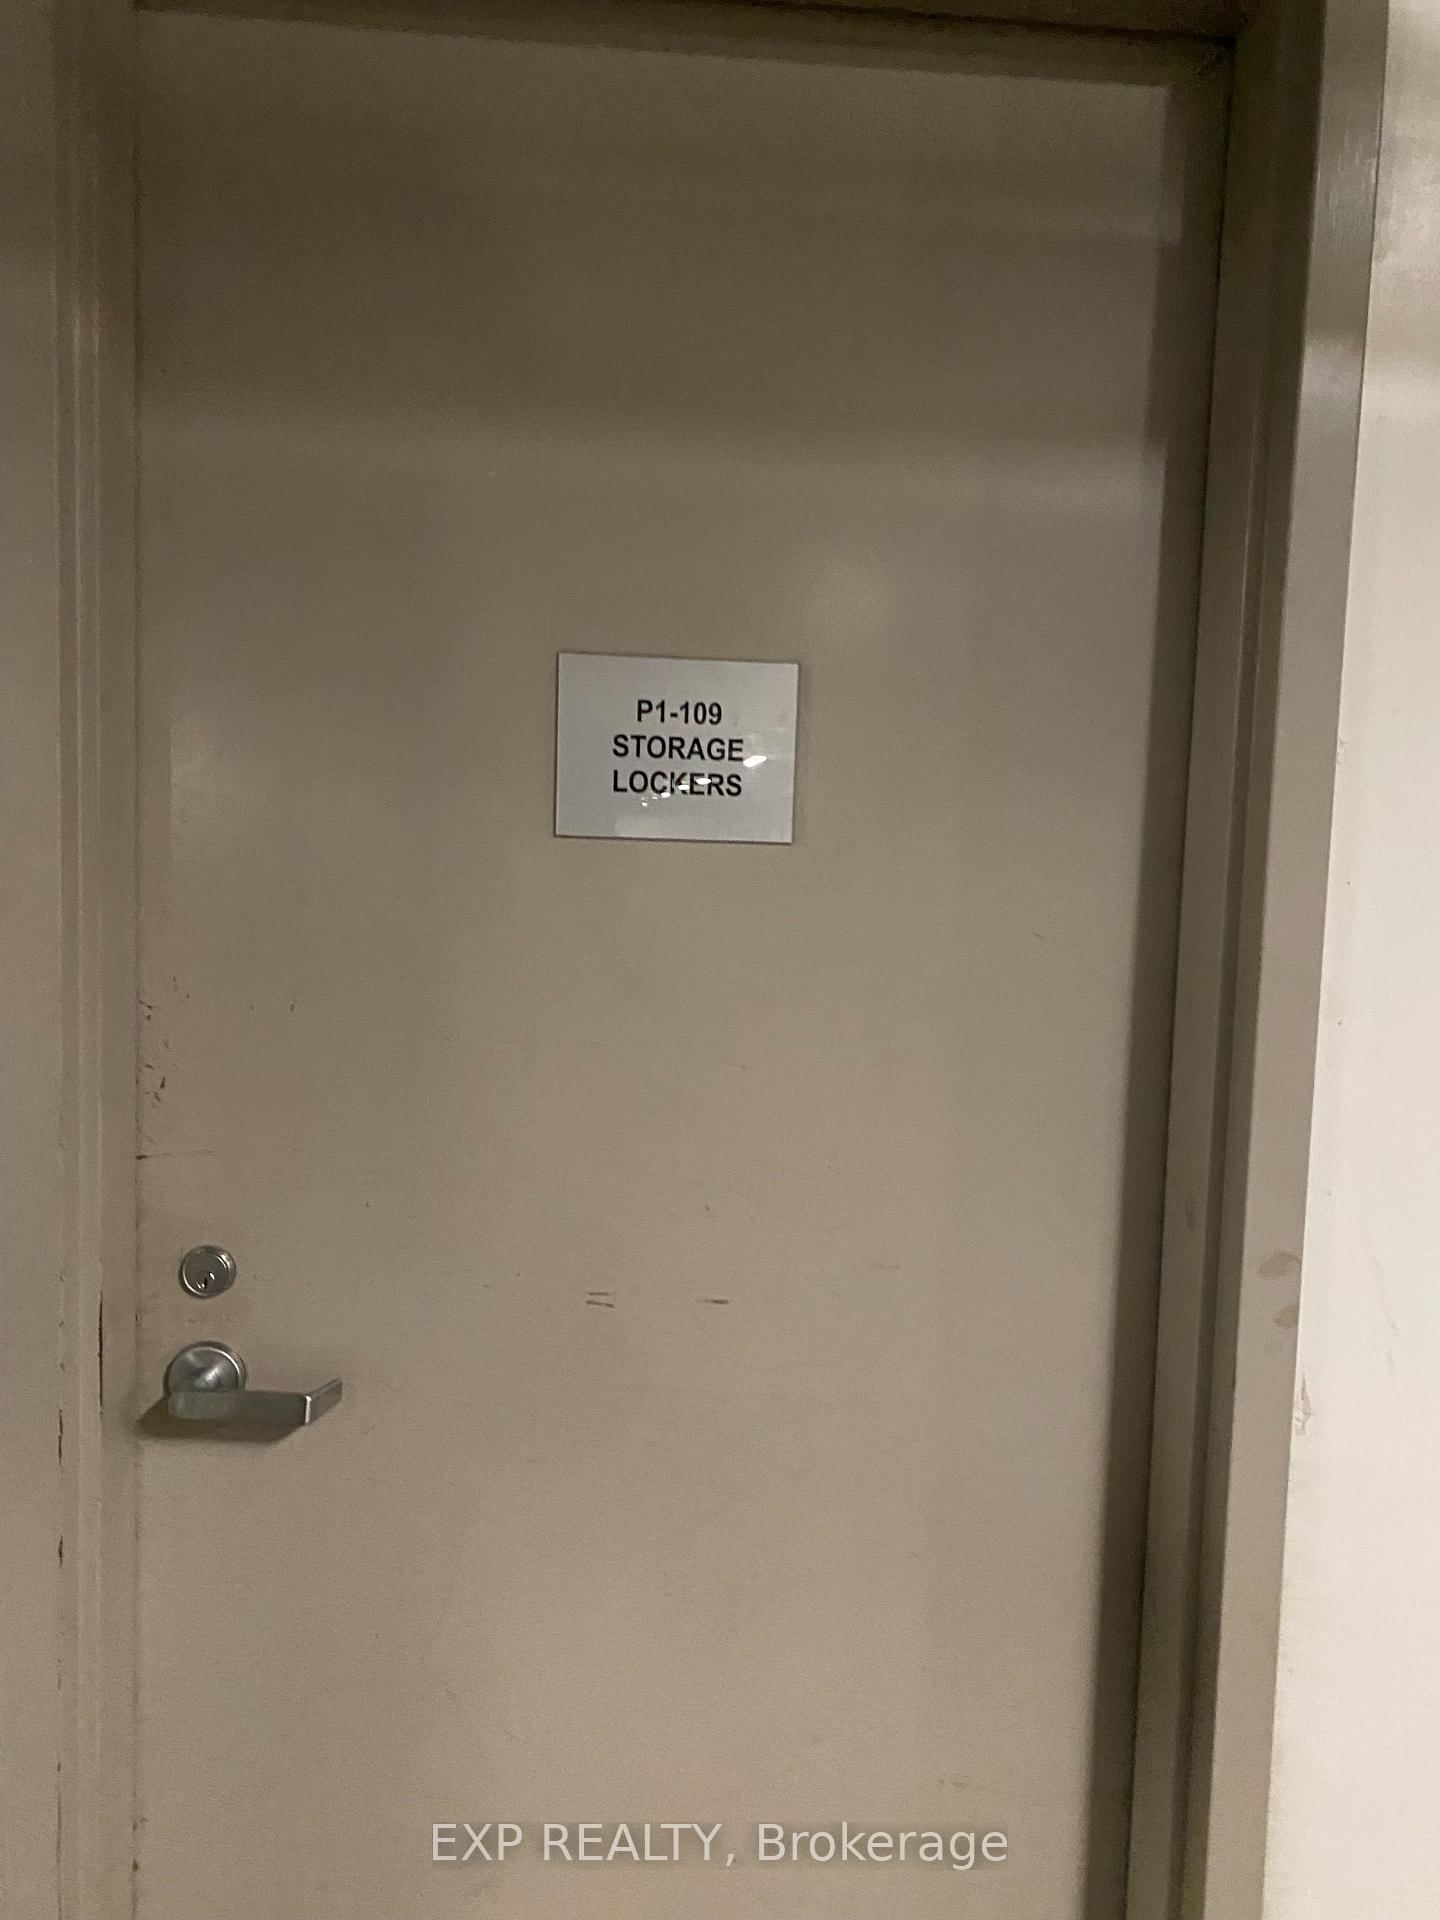 P1-109
STORAGE
LOCKERS
EXP REALTY, Brokerage